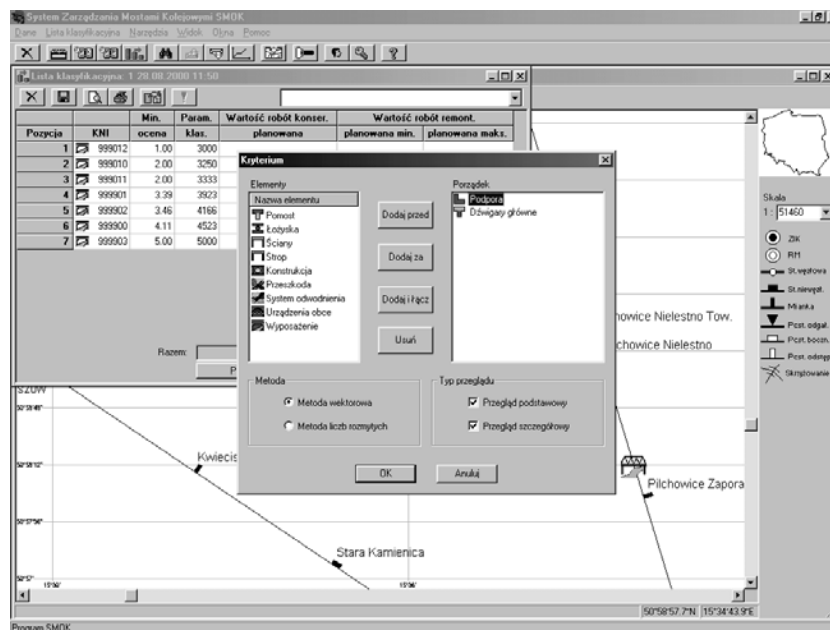 System Zarządzania Mostami Kolejowymi SMOK
Dane Lista klasyfikacyjna Narzędzia Widok Okna Pomoc
Lista klasyfikacyjna: 1 28.08.2000 11:50
Pozycja KNI Min. ocena Param. klas. Wartość robót konser. planowana Wartość robót remont. planowana min. planowana maks.
1 999012 1.00 3000
2 999010 2.00 3250
3 999011 2.00 3333
4 999901 3.39 3923
5 999902 3.46 4166
6 999900 4.11 4523
7 999903 5.00 5000
Razem:
P
Kryterium
Elementy
Nazwa elementu
Pomost
Łożyska
Ściany
Strop
Konstrukcja
Przeszkoda
System odwodnienia
Urządzenia obce
Wyposażenie
Dodaj przed
Dodaj za
Dodaj i łącz
Usuń
Porządek
Podpora
Dźwigary główne
Metoda
Metoda wektorowa
Metoda liczb rozmytych
Typ przeglądu
Przegląd podstawowy
Przegląd szczegółowy
OK
Anuluj
Skala
1: 51460
ZIK
RM
St.węzłowa
St.niewęzł.
Mijanka
Post. odgał.
Post. boczn.
Post. odstęp
Skrzyżowanie
howice Nielestno Tow.
chowice Nielestno
Pilchowice Zapora
SZÓW
Kwiecis
Stara Kamienica
50°58'57.7"N 15°34'43.9"E
Program SMOK